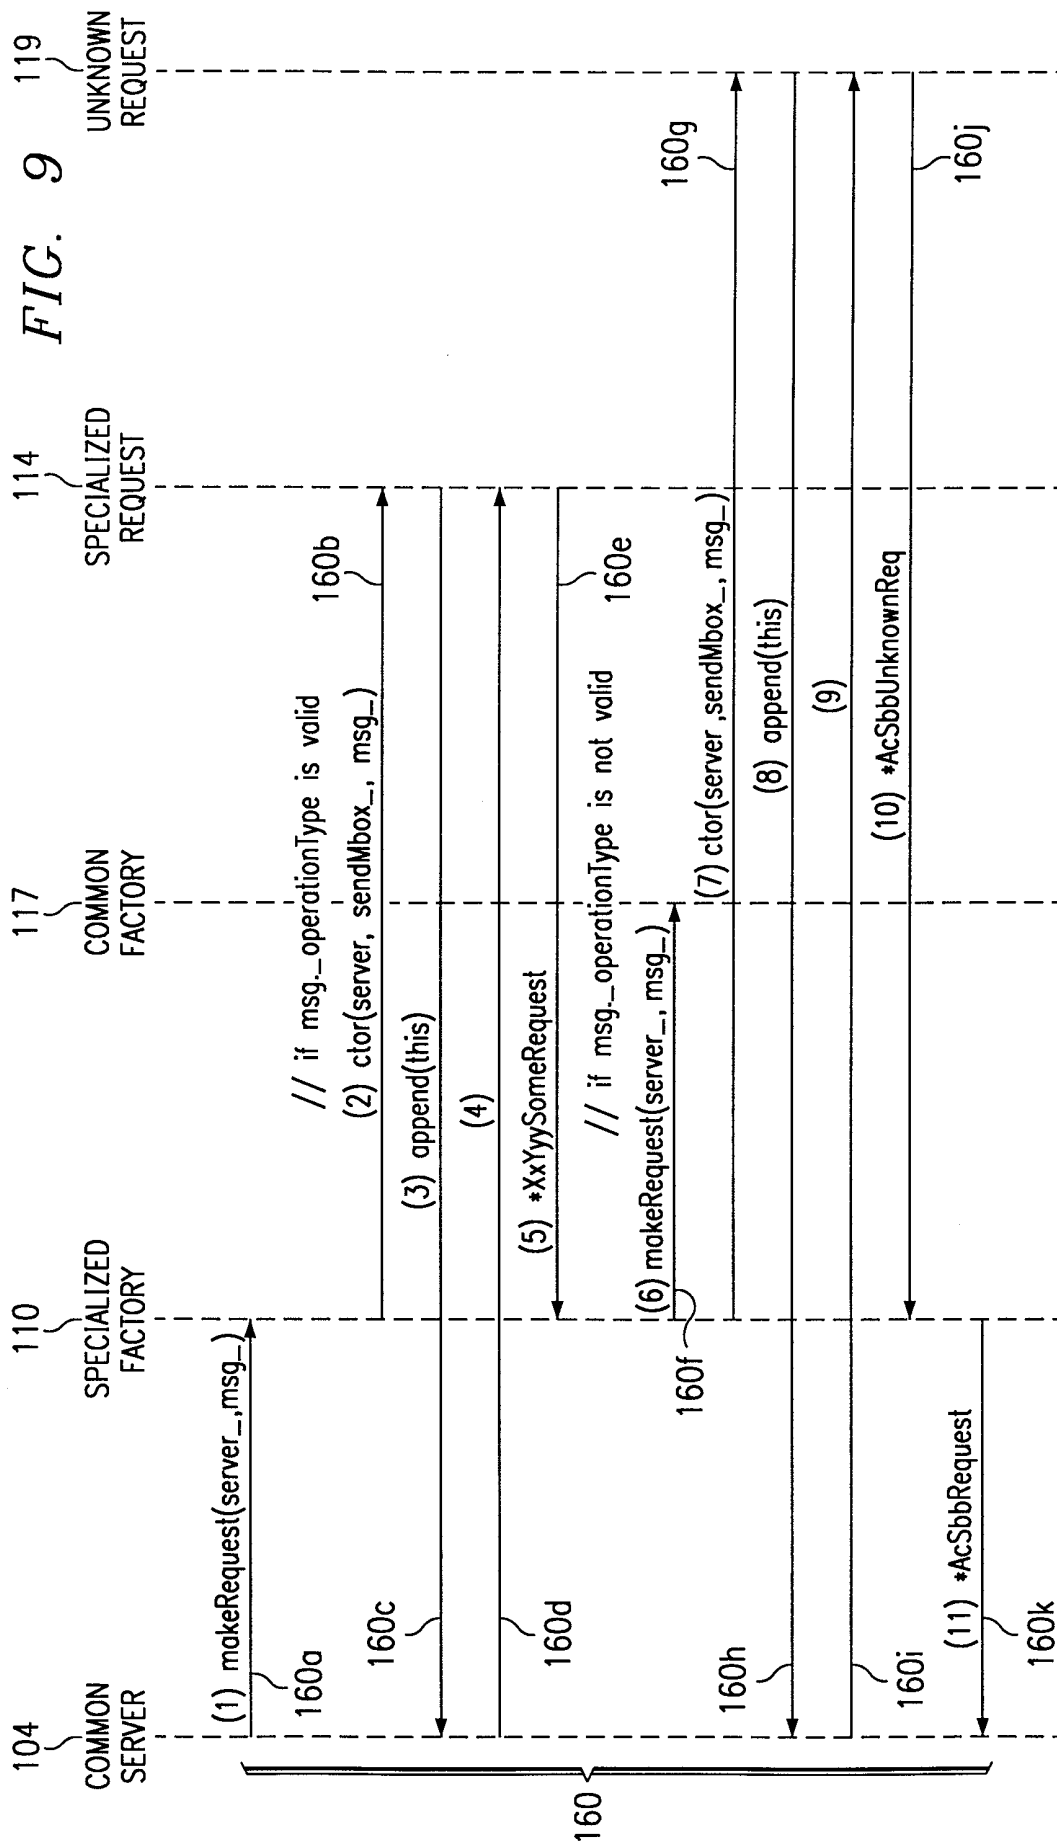 FIG. 9
104
COMMON
SERVER
110
SPECIALIZED
FACTORY
117
COMMON
FACTORY
114
SPECIALIZED
REQUEST
119
UNKNOWN
REQUEST
(1) makeRequest(server_,msg_)
160a
// if msg._operationType is valid
(2) ctor(server, sendMbox_, msg_)
160b
(3) append(this)
160c
(4)
160d
(5) *XxYyySomeRequest
160e
// if msg_operationType is not valid
(6) makeRequest(server_, msg_)
160f
(7) ctor(server ,sendMbox_, msg_)
160g
(8) append(this)
160h
(9)
160i
(10) *AcSbbUnknownReq
160j
(11) *AcSbbRequest
160k
160